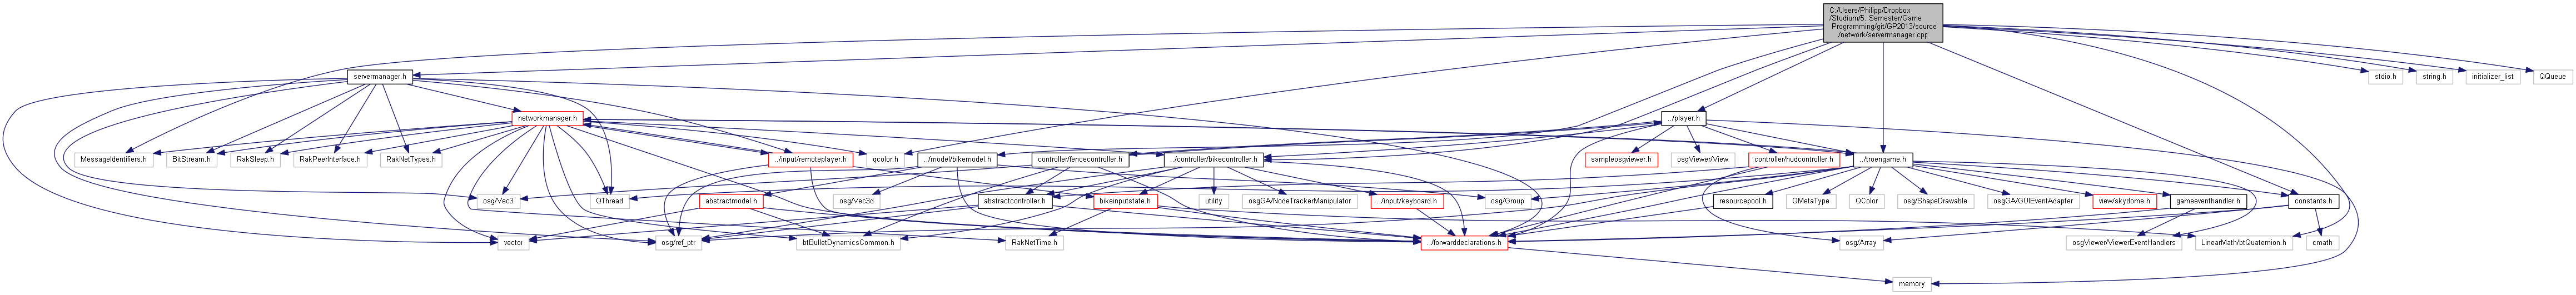 C:/Users/Philipp/Dropbox
/Studium/5. Semester/Game
Programming/git/GP2013/source
/network/servermanager.cpp
servermanager.h
stdio.h
string.h
initializer_list
QQueue
networkmanager.h
../player.h
MessageIdentifiers.h
BitStream.h
RakSleep.h
RakPeerInterface.h
RakNetTypes.h
../input/remoteplayer.h
qcolor.h
../model/bikemodel.h
controller/fencecontroller.h
../controller/bikecontroller.h
sampleosgviewer.h
osgViewer/View
controller/hudcontroller.h
../troengame.h
osg/Vec3
QThread
abstractmodel.h
osg/Vec3d
abstractcontroller.h
bikeinputstate.h
utility
osgGA/NodeTrackerManipulator
../input/keyboard.h
osg/Group
resourcepool.h
QMetaType
QColor
osg/ShapeDrawable
osgGA/GUIEventAdapter
view/skydome.h
gameeventhandler.h
constants.h
vector
osg/ref_ptr
btBulletDynamicsCommon.h
RakNetTime.h
../forwarddeclarations.h
osg/Array
osgViewer/ViewerEventHandlers
LinearMath/btQuaternion.h
cmath
memory